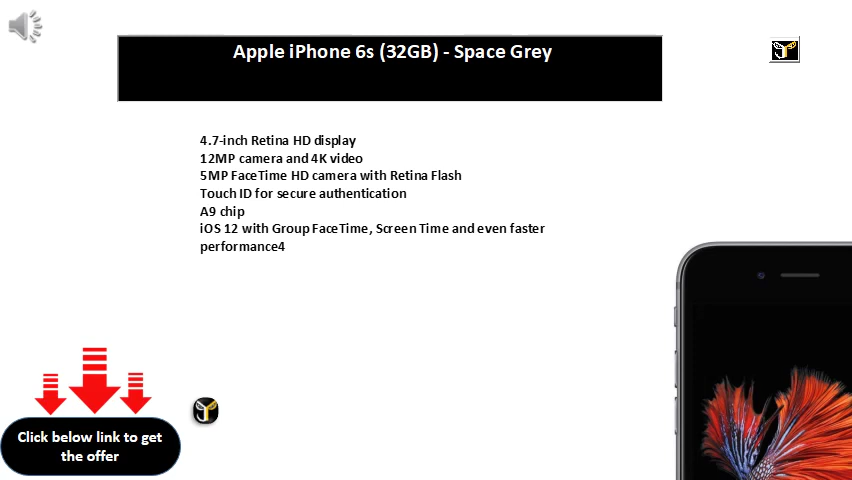 Apple iPhone 6s (32GB) - Space Grey
4.7-inch Retina HD display
12MP camera and 4K video
5MP FaceTime HD camera with Retina Flash
Touch ID for secure authentication
A9 chip
iOS 12 with Group FaceTime, Screen Time and even faster
performance4
Click below link to get
the offer